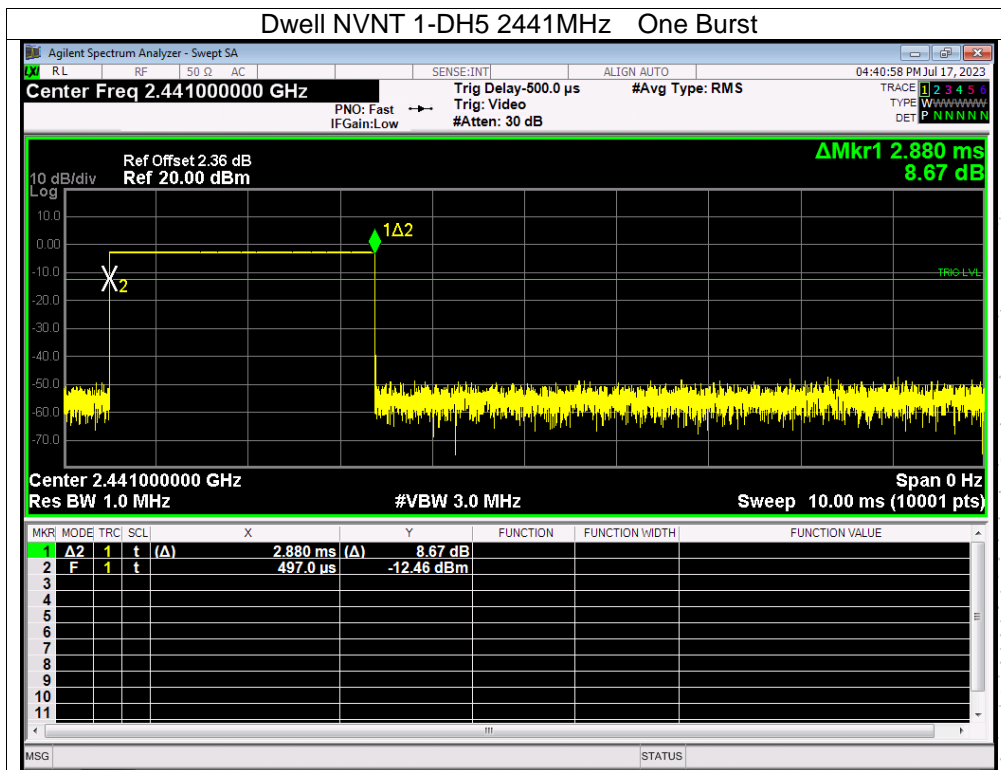 Dwell NVNT 1-DH5 2441MHz One Burst
Agilent Spectrum Analyzer - Swept SA
LXI RL RF 50 Ω AC SENSE:INT ALIGN AUTO 04:40:58 PM Jul 17, 2023
Center Freq 2.441000000 GHz Trig Delay-500.0 µs #Avg Type: RMS TRACE 1 2 3 4 5 6
PNO: Fast Trig: Video TYPE WWWWWW
IFGain:Low #Atten: 30 dB DET P N N N N N
ΔMkr1 2.880 ms
8.67 dB
Ref Offset 2.36 dB
10 dB/div Ref 20.00 dBm
Log
10.0
1Δ2
0.00
-10.0
TRIG LVL
2
-20.0
-30.0
-40.0
-50.0
-60.0
-70.0
Center 2.441000000 GHz Span 0 Hz
Res BW 1.0 MHz #VBW 3.0 MHz Sweep 10.00 ms (10001 pts)
MKR MODE TRC SCL X Y FUNCTION FUNCTION WIDTH FUNCTION VALUE
1 Δ2 1 t (Δ) 2.880 ms (Δ) 8.67 dB
2 F 1 t 497.0 µs -12.46 dBm
3
4
5
6
7
8
9
10
11
MSG STATUS